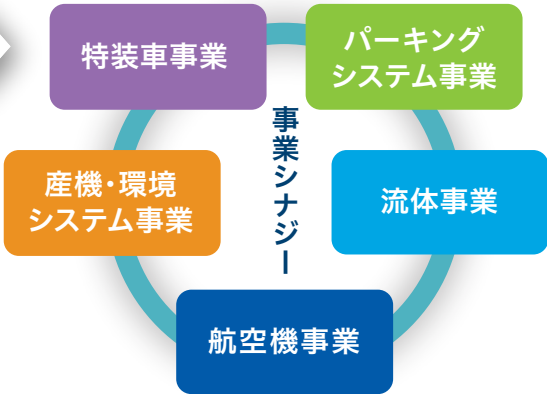 特装車事業
パーキング
システム事業
事業シナジー
産機・環境
システム事業
流体事業
航空機事業